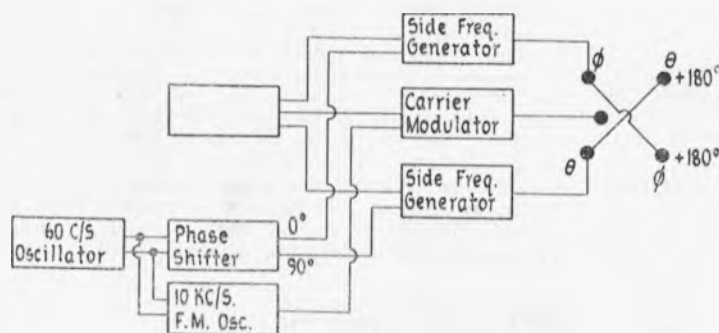 Side Freq.
Generator
Carrier
Modulator
Side Freq.
Generator
60 C/S
Oscillator
Phase
Shifter
0°
90°
10 KC/S.
F.M. Osc.
ϕ
θ
+180°
θ
ϕ
+180°